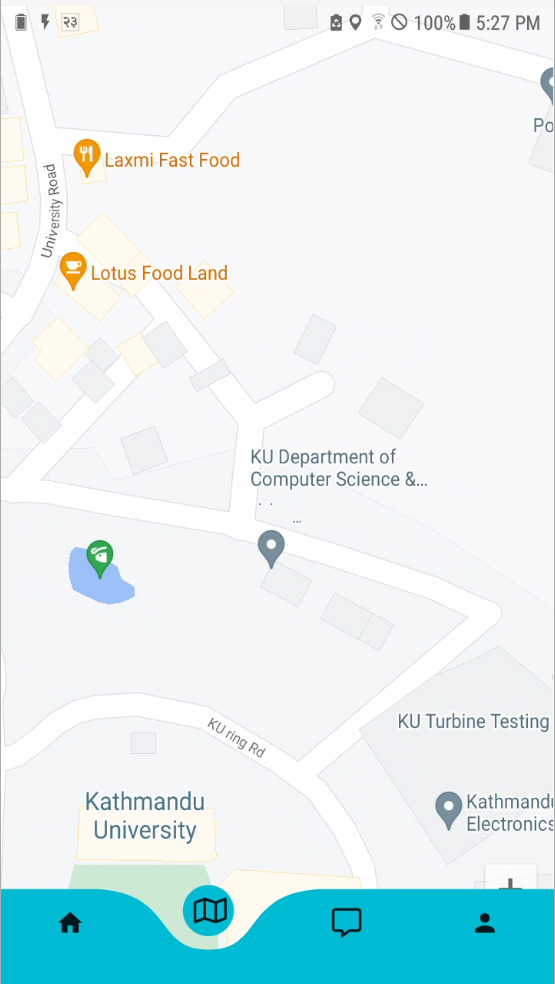 २३
100% 5:27 PM
Po
Laxmi Fast Food
University Road
Lotus Food Land
KU Department of
Computer Science &...
...
KU ring Rd
KU Turbine Testing
Kathmandu
University
Kathmandu
Electronics